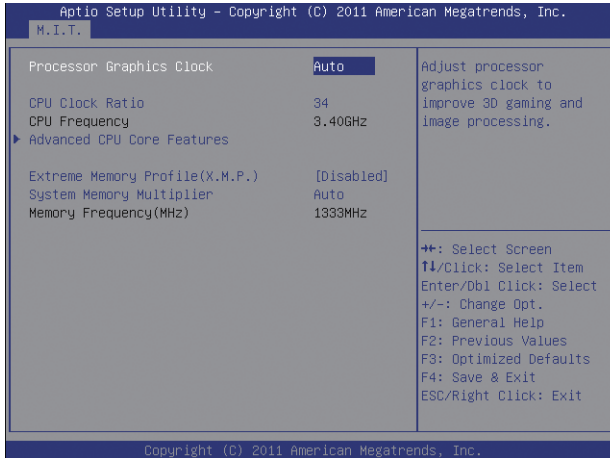 Aptio Setup Utility – Copyright (C) 2011 American Megatrends, Inc.
M.I.T.
Processor Graphics Clock Auto
CPU Clock Ratio 34
CPU Frequency 3.40GHz
Advanced CPU Core Features
Extreme Memory Profile(X.M.P.) [Disabled]
System Memory Multiplier Auto
Memory Frequency(MHz) 1333MHz
Adjust processor
graphics clock to
improve 3D gaming and
image processing.
→←: Select Screen
↑↓/Click: Select Item
Enter/Dbl Click: Select
+/-: Change Opt.
F1: General Help
F2: Previous Values
F3: Optimized Defaults
F4: Save & Exit
ESC/Right Click: Exit
Copyright (C) 2011 American Megatrends, Inc.